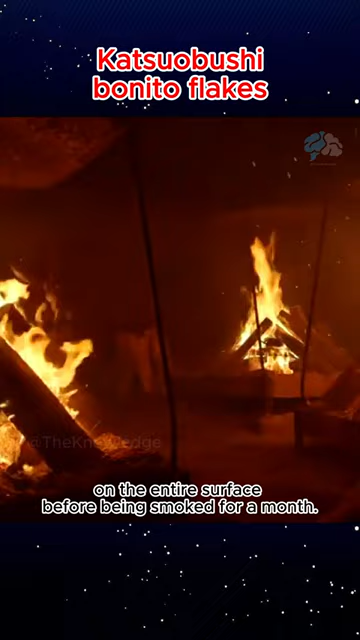 Katsuobushi
bonito flakes
on the entire surface
before being smoked for a month.